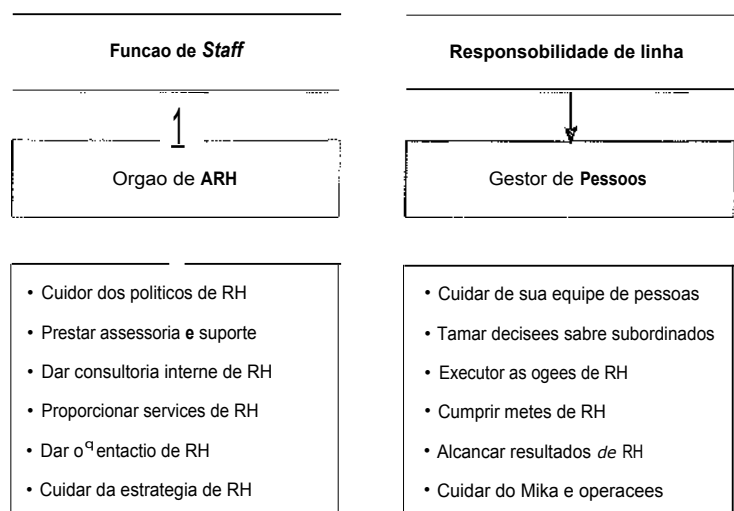 Funcao de Staff
Orgao de ARH
• Cuidor dos politicos de RH
• Prestar assessoria e suporte
• Dar consultoria interne de RH
• Proporcionar services de RH
• Dar oqentactio de RH
• Cuidar da estrategia de RH
Responsobilidade de linha
Gestor de Pessoos
• Cuidar de sua equipe de pessoas
• Tamar decisees sabre subordinados
• Executor as ogees de RH
• Cumprir metes de RH
• Alcancar resultados de RH
• Cuidar do Mika e operacees